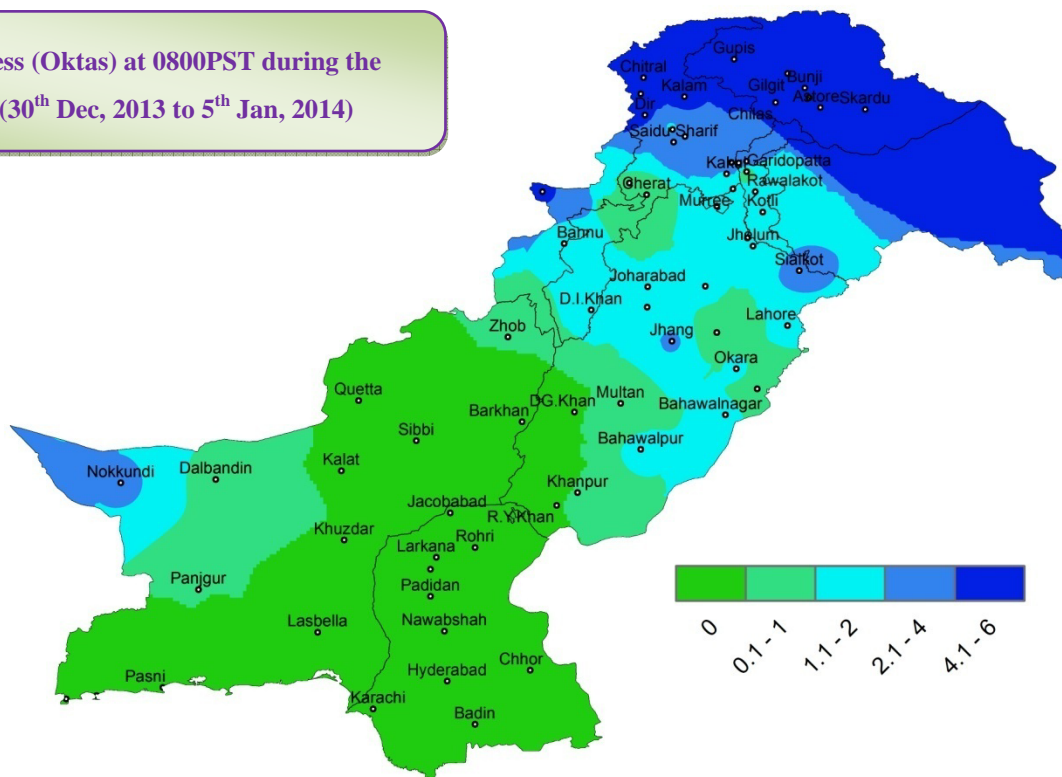 ess (Oktas) at 0800PST during the
(30th Dec, 2013 to 5th Jan, 2014)
Gupis
Chitral
Gilgit
Bunji
Kalam
Astore
Skardu
Dir
Chilas
Saidu Sharif
Garidopatta
Cherat
Rawalakot
Murree
Kotli
Bannu
Jhelum
Sialkot
Joharabad
D.I.Khan
Lahore
Zhob
Jhang
Okara
Quetta
Multan
DG.Khan
Bahawalnagar
Barkhan
Sibbi
Bahawalpur
Nokkundi
Dalbandin
Kalat
Khanpur
Jacobabad
R.Y.Khan
Khuzdar
Rohri
Larkana
Panjgur
Padidan
Lasbella
Nawabshah
Chhor
Pasni
Hyderabad
Karachi
Badin
0
0.1 - 1
1.1 - 2
2.1 - 4
4.1 - 6